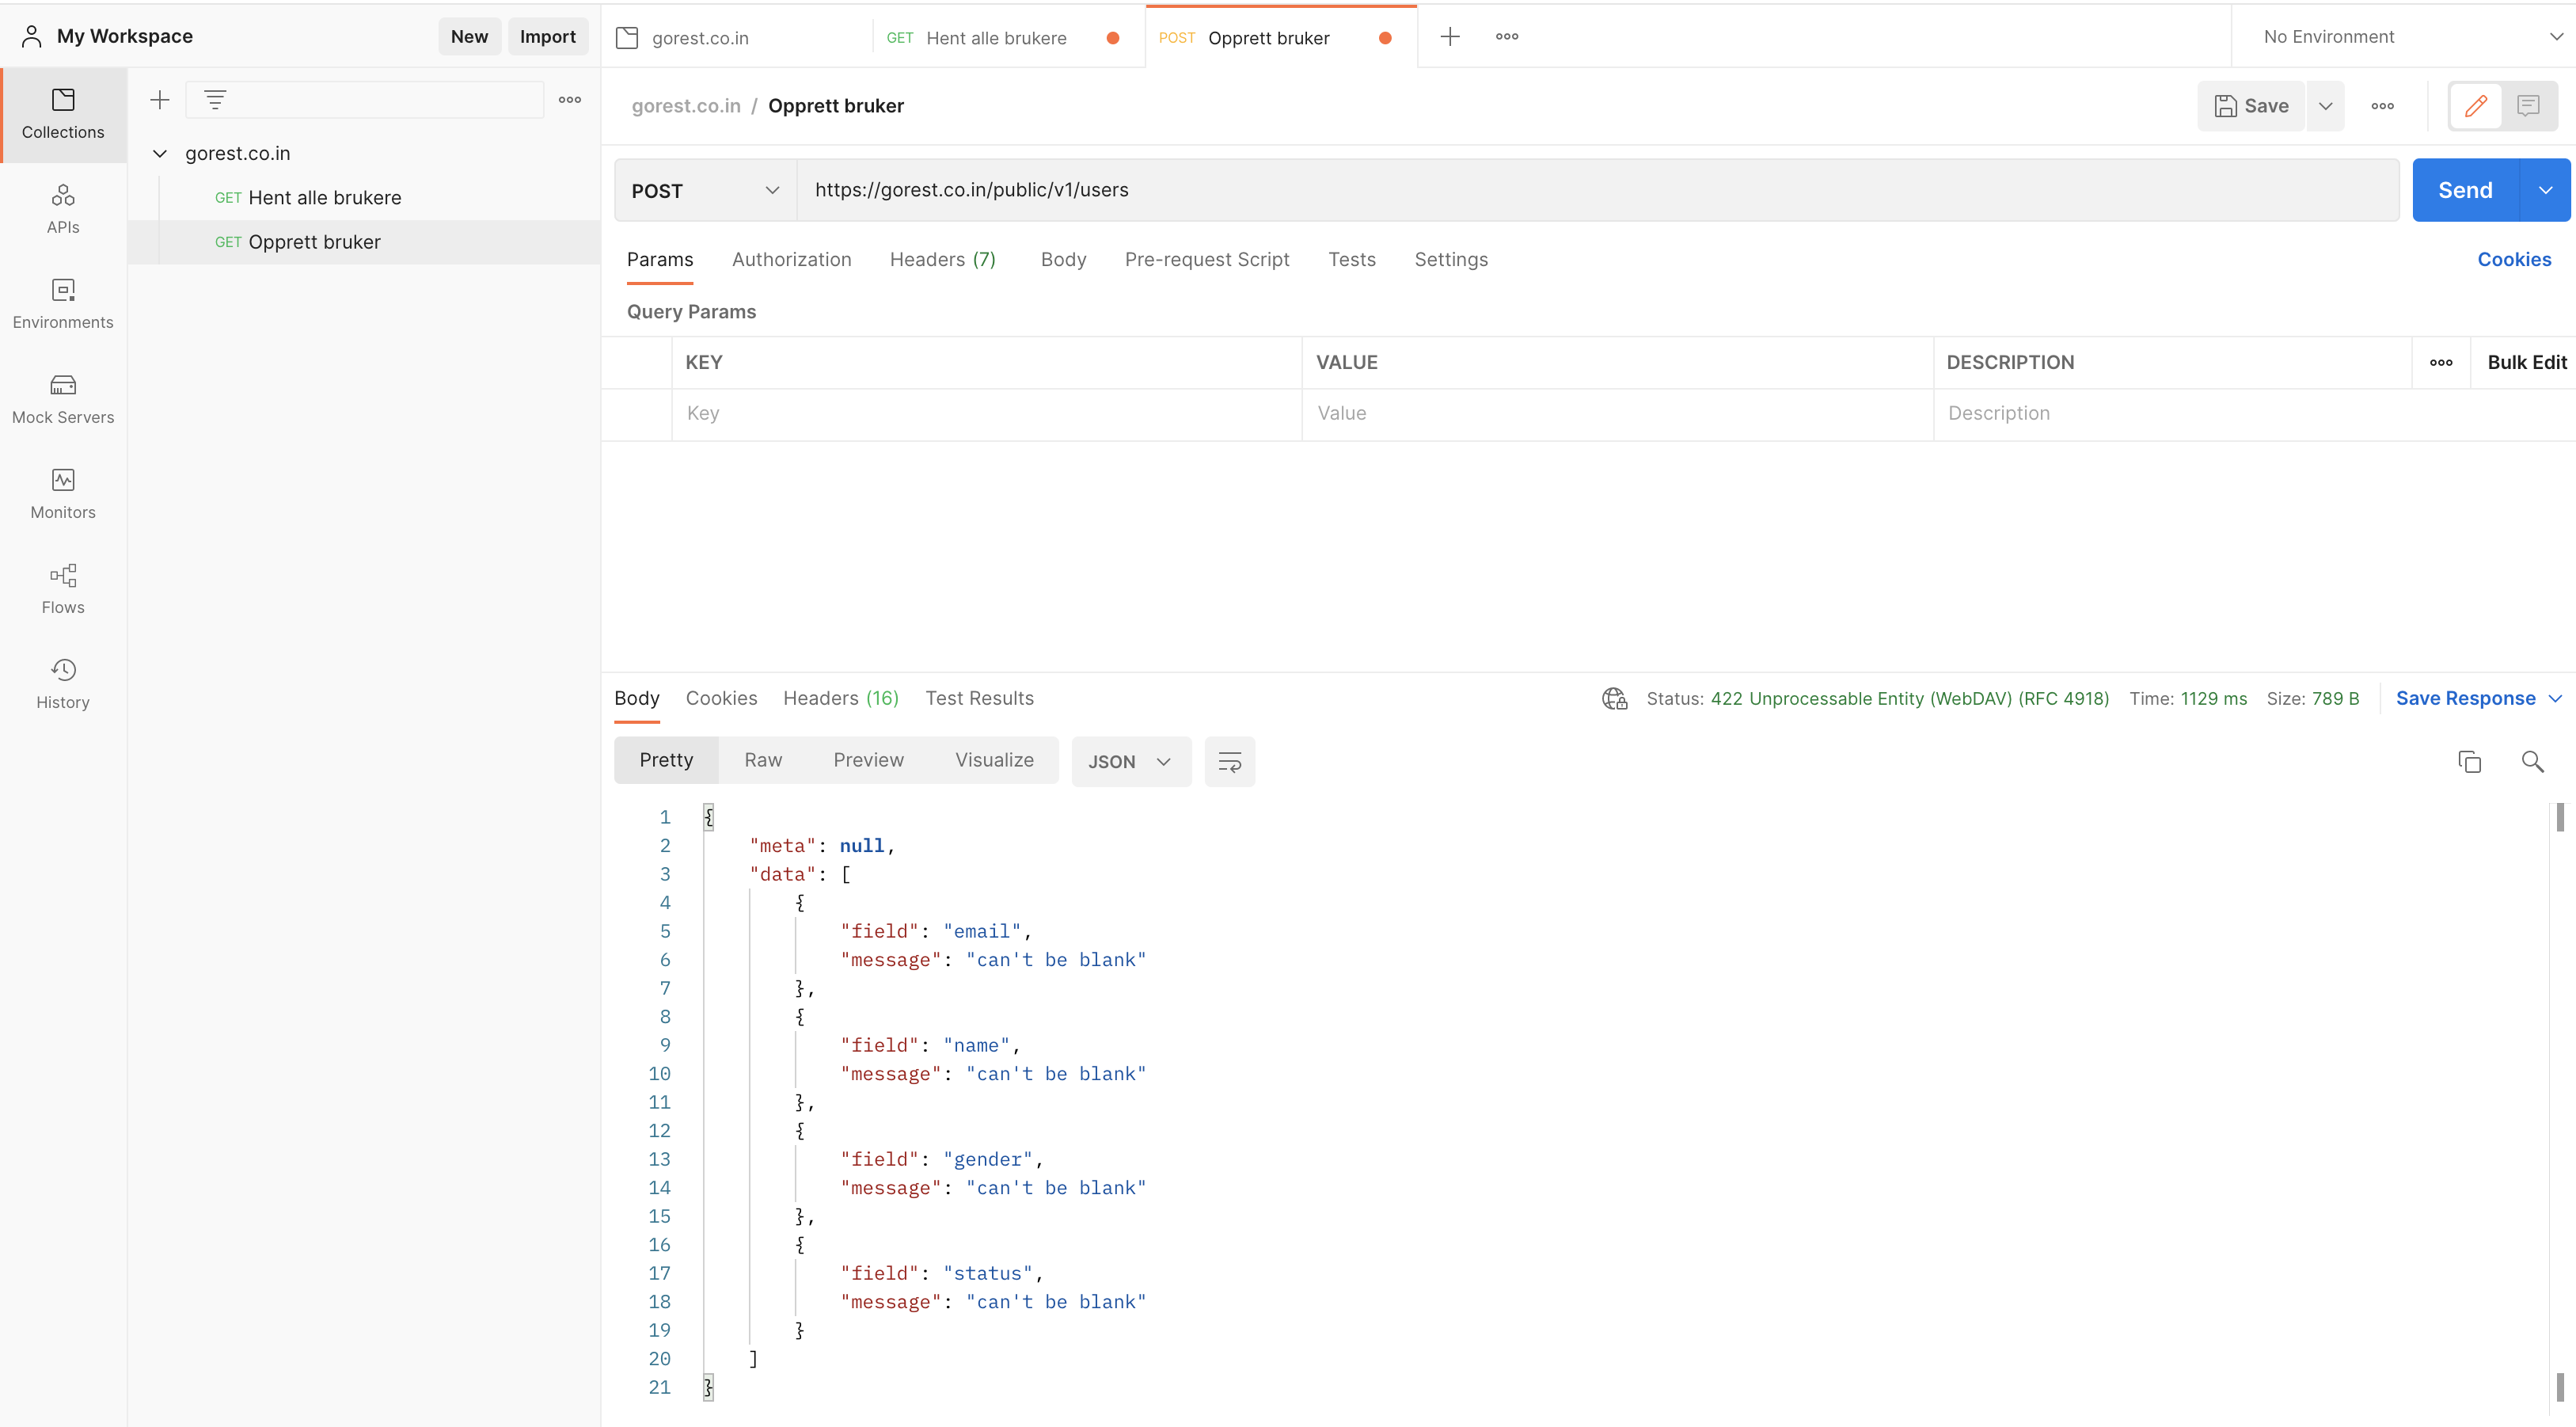 My Workspace
New
Import
gorest.co.in
GET Hent alle brukere
POST Opprett bruker
No Environment
Collections
APIs
Environments
Mock Servers
Monitors
Flows
History
gorest.co.in
GET Hent alle brukere
GET Opprett bruker
gorest.co.in / Opprett bruker
Save
POST
https://gorest.co.in/public/v1/users
Send
Params Authorization Headers (7) Body Pre-request Script Tests Settings
Cookies
Query Params
KEY VALUE DESCRIPTION Bulk Edit
Key Value Description
Body Cookies Headers (16) Test Results
Status: 422 Unprocessable Entity (WebDAV) (RFC 4918) Time: 1129 ms Size: 789 B
Save Response
Pretty Raw Preview Visualize JSON
1 {
2 "meta": null,
3 "data": [
4 {
5 "field": "email",
6 "message": "can't be blank"
7 },
8 {
9 "field": "name",
10 "message": "can't be blank"
11 },
12 {
13 "field": "gender",
14 "message": "can't be blank"
15 },
16 {
17 "field": "status",
18 "message": "can't be blank"
19 }
20 ]
21 }